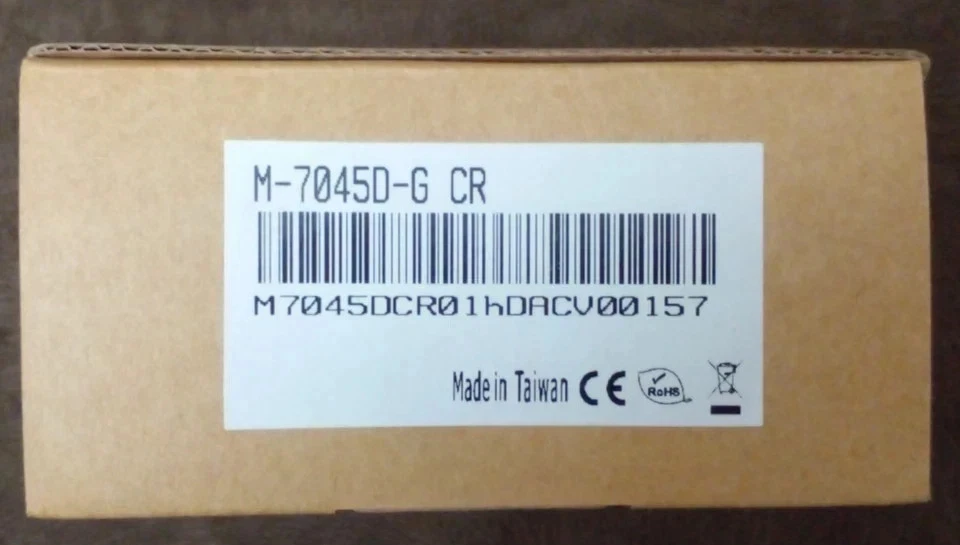 M-7045D-G CR
M7045DCR01hDACV00157
Made in Taiwan CE RoHS